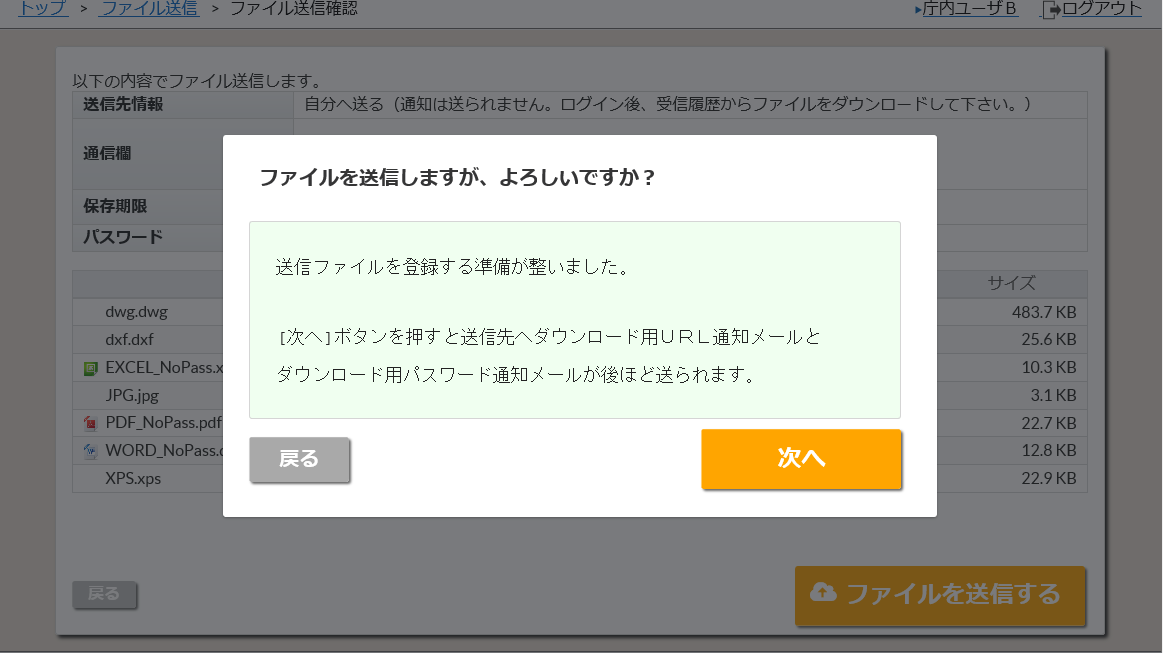 トップ > ファイル送信 > ファイル送信確認
庁内ユーザB ログアウト
以下の内容でファイル送信します。
送信先情報 自分へ送る（通知は送られません。ログイン後、受信履歴からファイルをダウンロードして下さい。）
通信欄
保存期限
パスワード
ファイルを送信しますが、よろしいですか？
送信ファイルを登録する準備が整いました。
[次へ]ボタンを押すと送信先へダウンロード用ＵＲＬ通知メールと
ダウンロード用パスワード通知メールが後ほど送られます。
戻る 次へ
サイズ
dwg.dwg 483.7 KB
dxf.dxf 25.6 KB
EXCEL_NoPass.x 10.3 KB
JPG.jpg 3.1 KB
PDF_NoPass.pdf 22.7 KB
WORD_NoPass. 12.8 KB
XPS.xps 22.9 KB
戻る ファイルを送信する